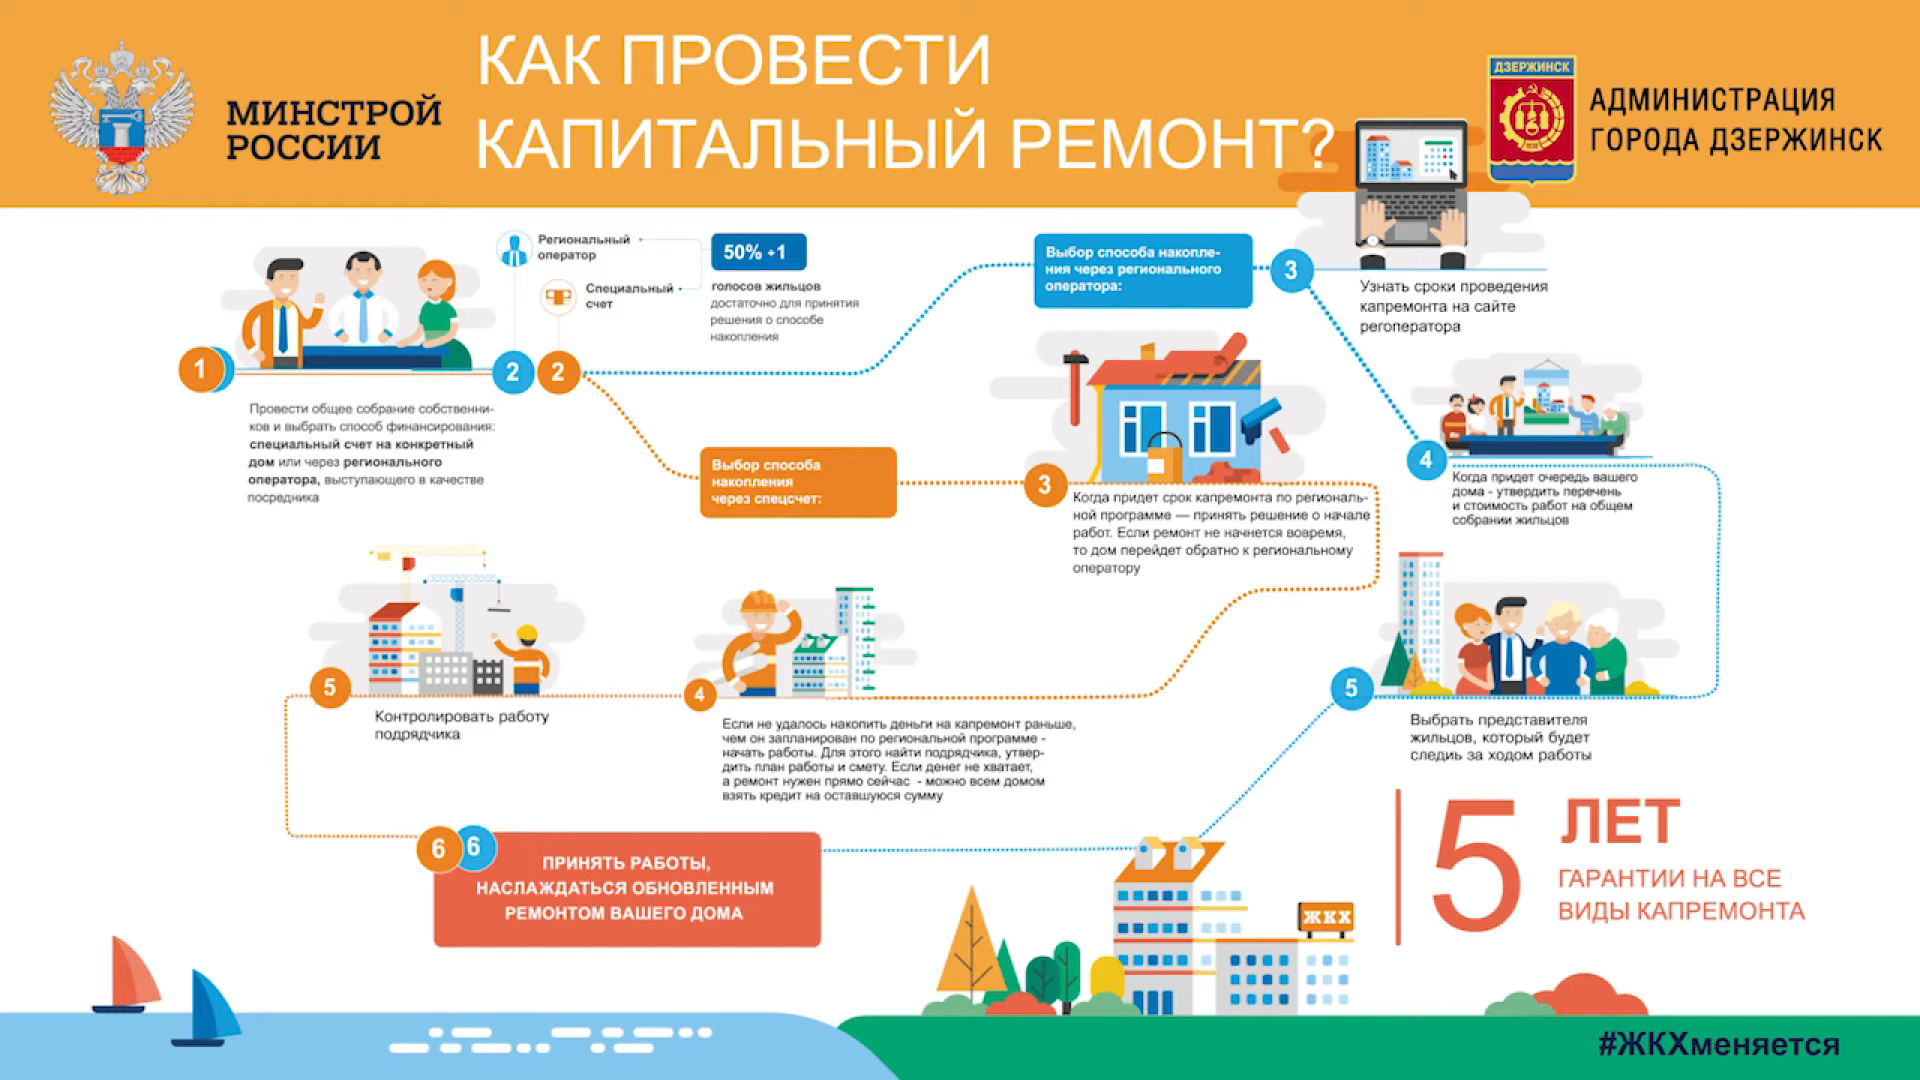 МИНСТРОЙ
РОССИИ
КАК ПРОВЕСТИ
КАПИТАЛЬНЫЙ РЕМОНТ?
ДЗЕРЖИНСК
АДМИНИСТРАЦИЯ
ГОРОДА ДЗЕРЖИНСК
1
Провести общее собрание собственни-
ков и выбрать способ финансирования:
специальный счет на конкретный
дом или через регионального
оператора, выступающего в качестве
посредника
2
2
Региональный
оператор
Специальный
счет
50% +1
голосов жильцов
достаточно для принятия
решения о способе
накопления
Выбор способа накопле-
ния через регионального
оператора:
3
Узнать сроки проведения
капремонта на сайте
регоператора
4
Когда придет очередь вашего
дома - утвердить перечень
и стоимость работ на общем
собрании жильцов
5
Выбрать представителя
жильцов, который будет
следиь за ходом работы
Выбор способа
накопления
через спецсчет:
3
Когда придет срок капремонта по региональ-
ной программе — принять решение о начале
работ. Если ремонт не начнется вовремя,
то дом перейдет обратно к региональному
оператору
4
Если не удалось накопить деньги на капремонт раньше,
чем он запланирован по региональной программе -
начать работы. Для этого найти подрядчика, утвер-
дить план работы и смету. Если денег не хватает,
а ремонт нужен прямо сейчас - можно всем домом
взять кредит на оставшуюся сумму
5
Контролировать работу
подрядчика
6
6
ПРИНЯТЬ РАБОТЫ,
НАСЛАЖДАТЬСЯ ОБНОВЛЕННЫМ
РЕМОНТОМ ВАШЕГО ДОМА
ЖКХ
5 ЛЕТ
ГАРАНТИИ НА ВСЕ
ВИДЫ КАПРЕМОНТА
#ЖКХменяется